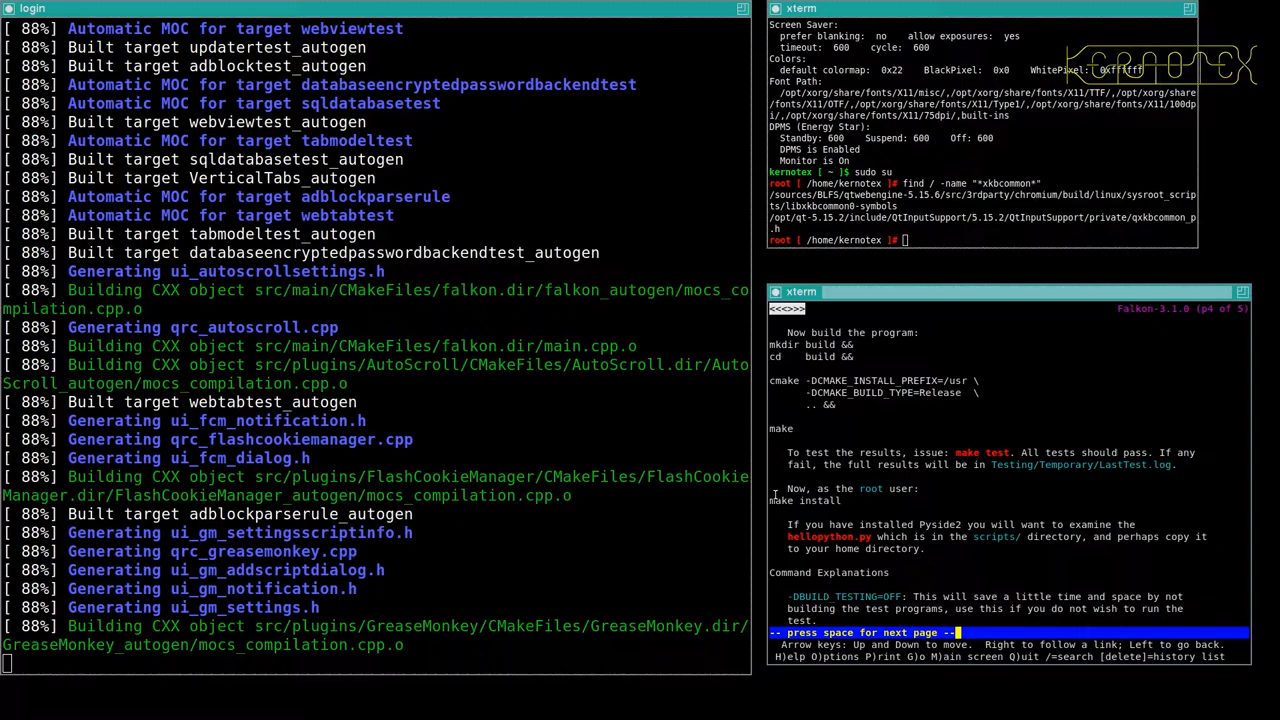 login
[ 88%] Automatic MOC for target webviewtest
[ 88%] Built target updatertest_autogen
[ 88%] Built target adblocktest_autogen
[ 88%] Automatic MOC for target databaseencryptedpasswordbackendtest
[ 88%] Automatic MOC for target sqldatabasetest
[ 88%] Built target webviewtest_autogen
[ 88%] Automatic MOC for target tabmodeltest
[ 88%] Built target sqldatabasetest_autogen
[ 88%] Built target VerticalTabs_autogen
[ 88%] Automatic MOC for target adblockparserule
[ 88%] Automatic MOC for target webtabtest
[ 88%] Built target tabmodeltest_autogen
[ 88%] Built target databaseencryptedpasswordbackendtest_autogen
[ 88%] Generating ui_autoscrollsettings.h
[ 88%] Building CXX object src/main/CMakeFiles/falkon.dir/falkon_autogen/mocs_co
mpilation.cpp.o
[ 88%] Generating qrc_autoscroll.cpp
[ 88%] Building CXX object src/main/CMakeFiles/falkon.dir/main.cpp.o
[ 88%] Building CXX object src/plugins/AutoScroll/CMakeFiles/AutoScroll.dir/Auto
Scroll_autogen/mocs_compilation.cpp.o
[ 88%] Built target webtabtest_autogen
[ 88%] Generating ui_fcm_notification.h
[ 88%] Generating qrc_flashcookiemanager.cpp
[ 88%] Generating ui_fcm_dialog.h
[ 88%] Building CXX object src/plugins/FlashCookieManager/CMakeFiles/FlashCookie
Manager.dir/FlashCookieManager_autogen/mocs_compilation.cpp.o
[ 88%] Built target adblockparserule_autogen
[ 88%] Generating ui_gm_settingsscriptinfo.h
[ 88%] Generating qrc_greasemonkey.cpp
[ 88%] Generating ui_gm_addscriptdialog.h
[ 88%] Generating ui_gm_notification.h
[ 88%] Generating ui_gm_settings.h
[ 88%] Building CXX object src/plugins/GreaseMonkey/CMakeFiles/GreaseMonkey.dir/
GreaseMonkey_autogen/mocs_compilation.cpp.o
xterm
Screen Saver:
prefer blanking:  no    allow exposures:  yes
timeout:  600    cycle:  600
Colors:
default colormap:  0x22    BlackPixel:  0x0    WhitePixel:  0xffffff
KERNOTEX
Font Path:
/opt/xorg/share/fonts/X11/misc/,/opt/xorg/share/fonts/X11/TTF/,/opt/xorg/share
/fonts/X11/OTF/,/opt/xorg/share/fonts/X11/Type1/,/opt/xorg/share/fonts/X11/100dp
i/,/opt/xorg/share/fonts/X11/75dpi/,built-ins
DPMS (Energy Star):
Standby: 600    Suspend: 600    Off: 600
DPMS is Enabled
Monitor is On
kernotex [ ~ ]$ sudo su
root [ /home/kernotex ]# find / -name "*xkbcommon*"
/sources/BLFS/qtwebengine-5.15.6/src/3rdparty/chromium/build/linux/sysroot_scrip
ts/libxkbcommon0-symbols
/opt/qt-5.15.2/include/QtInputSupport/5.15.2/QtInputSupport/private/qxkbcommon_p
.h
root [ /home/kernotex ]#
xterm
<<<>>> Falkon-3.1.0 (p4 of 5)
Now build the program:
mkdir build &&
cd    build &&
cmake -DCMAKE_INSTALL_PREFIX=/usr \
-DCMAKE_BUILD_TYPE=Release  \
.. &&
make
To test the results, issue: make test. All tests should pass. If any
fail, the full results will be in Testing/Temporary/LastTest.log.
Now, as the root user:
make install
If you have installed Pyside2 you will want to examine the
hellopython.py which is in the scripts/ directory, and perhaps copy it
to your home directory.
Command Explanations
-DBUILD_TESTING=OFF: This will save a little time and space by not
building the test programs, use this if you do not wish to run the
test.
-- press space for next page --
Arrow keys: Up and Down to move.  Right to follow a link; Left to go back.
H)elp O)ptions P)rint G)o M)ain screen Q)uit /=search [delete]=history list